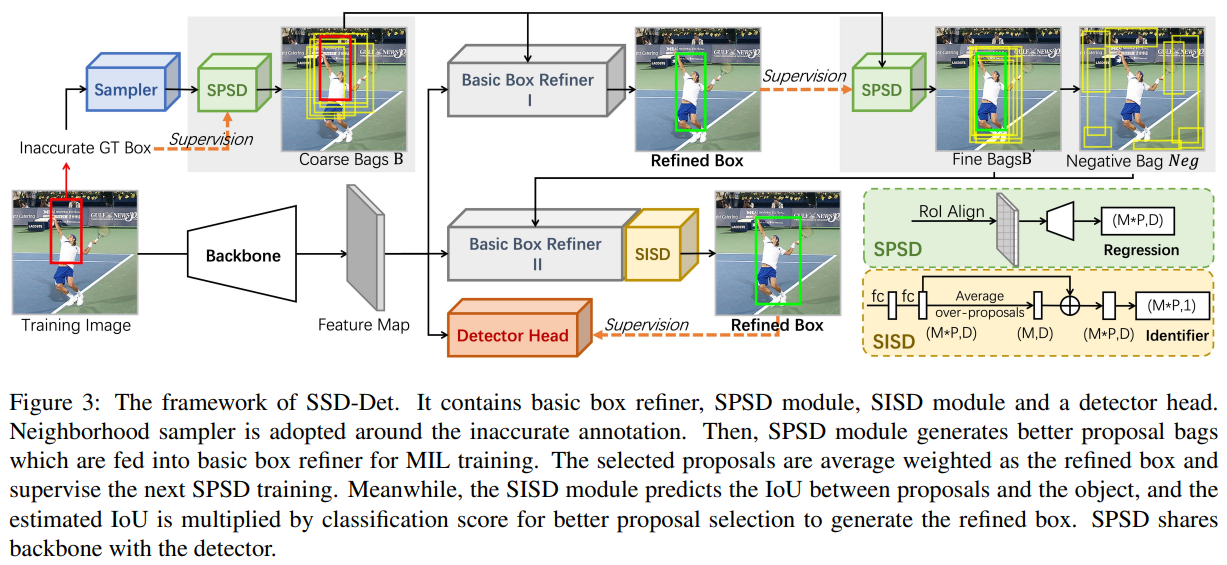 Sampler
SPSD
Supervision
Inaccurate GT Box
Coarse Bags B
Basic Box Refiner
I
Refined Box
Supervision
SPSD
Fine BagsB'
Negative Bag Neg
Training Image
Backbone
Feature Map
Basic Box Refiner
II
SISD
Detector Head
Supervision
Refined Box
RoI Align
(M*P,D)
SPSD
Regression
fc
fc
Average
over-proposals
(M*P,D)
(M,D)
(M*P,D)
(M*P,1)
SISD
Identifier
Figure 3: The framework of SSD-Det. It contains basic box refiner, SPSD module, SISD module and a detector head.
Neighborhood sampler is adopted around the inaccurate annotation. Then, SPSD module generates better proposal bags
which are fed into basic box refiner for MIL training. The selected proposals are average weighted as the refined box and
supervise the next SPSD training. Meanwhile, the SISD module predicts the IoU between proposals and the object, and the
estimated IoU is multiplied by classification score for better proposal selection to generate the refined box. SPSD shares
backbone with the detector.